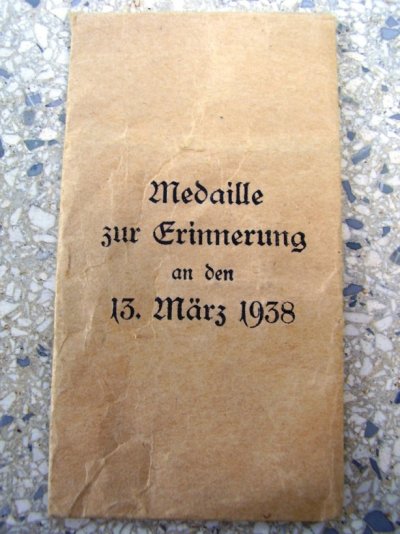 Medaille
zur Erinnerung
an den
13. März 1938